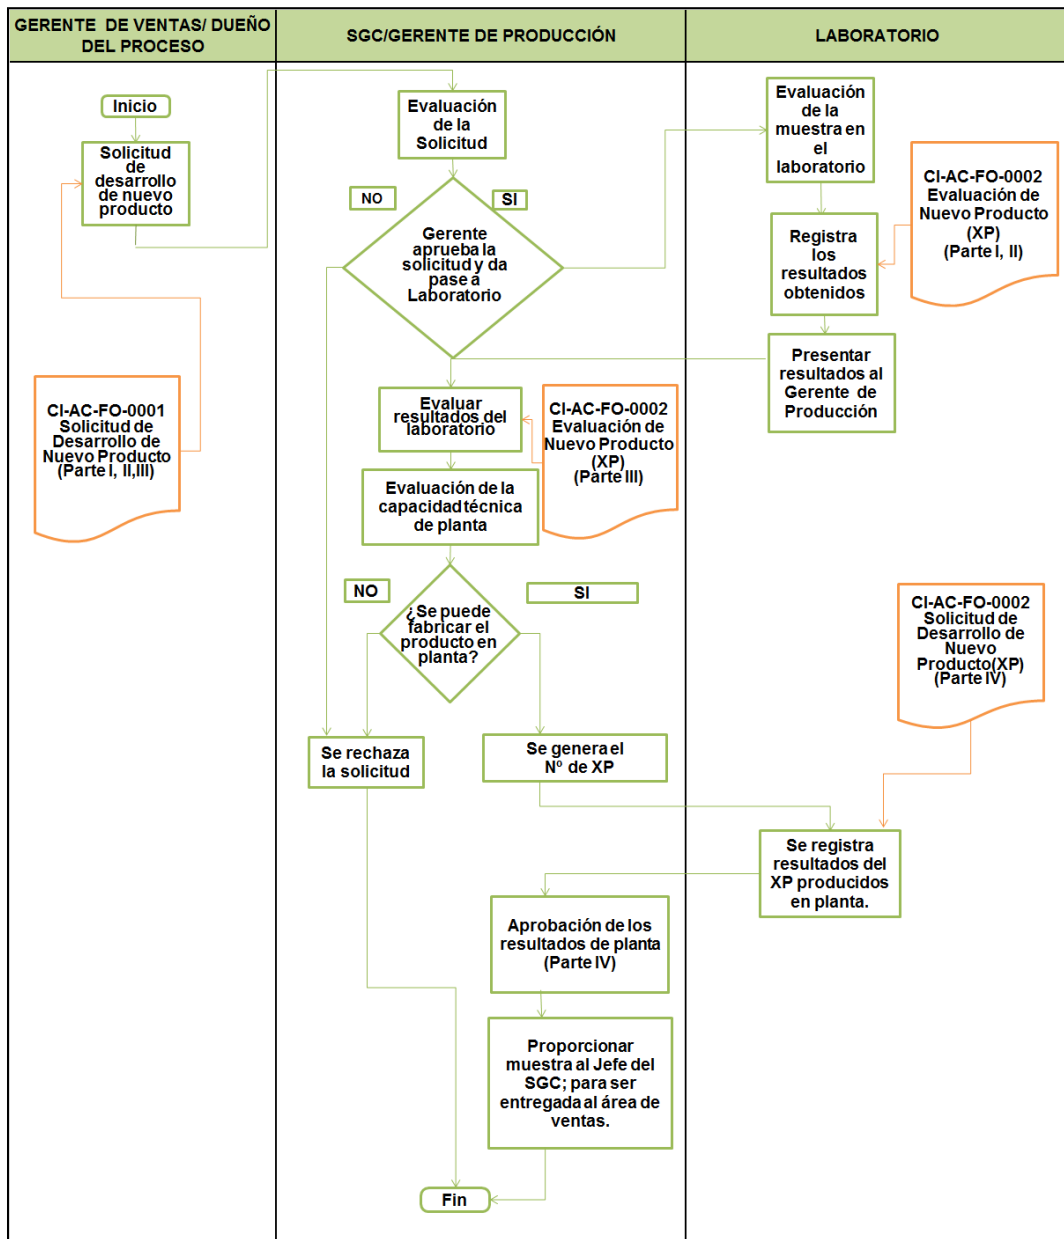 GERENTE DE VENTAS/ DUEÑO
DEL PROCESO
SGC/GERENTE DE PRODUCCIÓN
LABORATORIO
Inicio
Solicitud
de
desarrollo
de nuevo
producto
CI-AC-FO-0001
Solicitud de
Desarrollo de
Nuevo Producto
(Parte I, II,III)
Evaluación
de la
Solicitud
NO
SI
Gerente
aprueba la
solicitud y da
pase a
Laboratorio
Evaluación
de la
muestra en
el
laboratorio
CI-AC-FO-0002
Evaluación de
Nuevo Producto
(XP)
(Parte I, II)
Registra
los
resultados
obtenidos
Presentar
resultados al
Gerente de
Producción
Evaluar
resultados del
laboratorio
CI-AC-FO-0002
Evaluación de
Nuevo Producto
(XP)
(Parte III)
Evaluación de la
capacidad técnica
de planta
NO
SI
¿Se puede
fabricar el
producto en
planta?
CI-AC-FO-0002
Solicitud de
Desarrollo de
Nuevo
Producto(XP)
(Parte IV)
Se rechaza
la solicitud
Se genera el
Nº de XP
Se registra
resultados del
XP producidos
en planta.
Aprobación de los
resultados de planta
(Parte IV)
Proporcionar
muestra al Jefe del
SGC; para ser
entregada al área de
ventas.
Fin